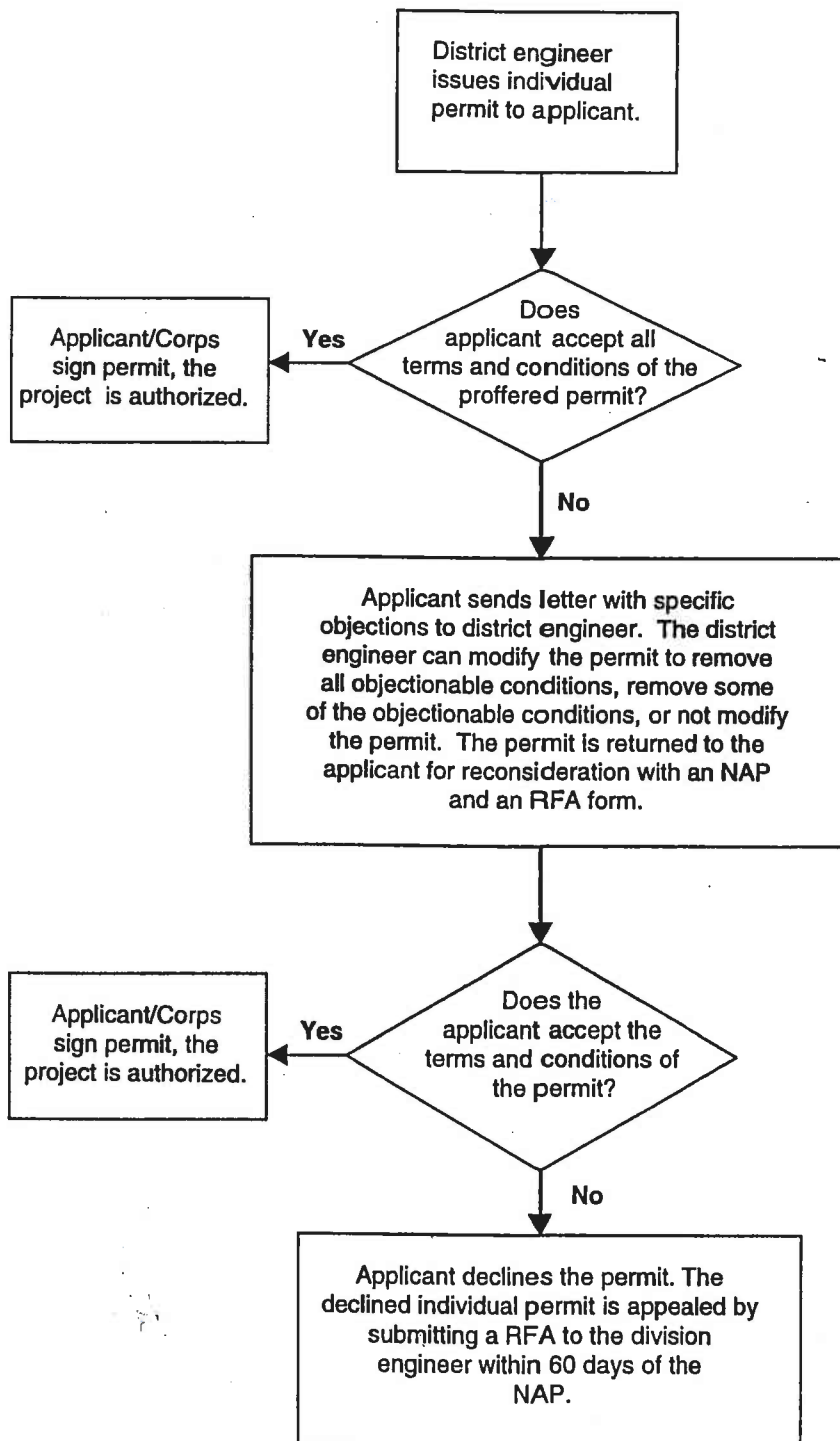 District engineer
issues individual
permit to applicant.
Does
applicant accept all
terms and conditions of the
proffered permit?
Yes
Applicant/Corps
sign permit, the
project is authorized.
No
Applicant sends letter with specific
objections to district engineer. The district
engineer can modify the permit to remove
all objectionable conditions, remove some
of the objectionable conditions, or not modify
the permit. The permit is returned to the
applicant for reconsideration with an NAP
and an RFA form.
Does the
applicant accept the
terms and conditions of
the permit?
Yes
Applicant/Corps
sign permit, the
project is authorized.
No
Applicant declines the permit. The
declined individual permit is appealed by
submitting a RFA to the division
engineer within 60 days of the
NAP.